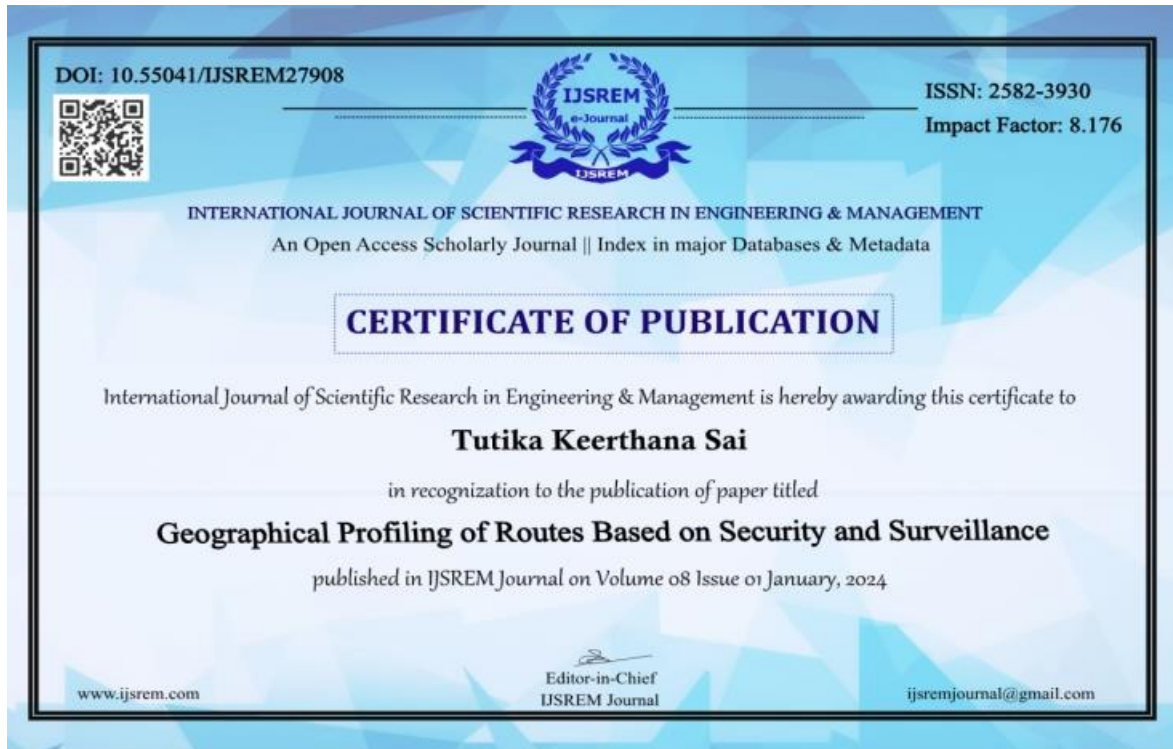 DOI: 10.55041/IJSREM27908
IJSREM
e-Journal
IJSREM
ISSN: 2582-3930
Impact Factor: 8.176
INTERNATIONAL JOURNAL OF SCIENTIFIC RESEARCH IN ENGINEERING & MANAGEMENT
An Open Access Scholarly Journal || Index in major Databases & Metadata
CERTIFICATE OF PUBLICATION
International Journal of Scientific Research in Engineering & Management is hereby awarding this certificate to
Tutika Keerthana Sai
in recognization to the publication of paper titled
Geographical Profiling of Routes Based on Security and Surveillance
published in IJSREM Journal on Volume 08 Issue 01 January, 2024
Editor-in-Chief
IJSREM Journal
www.ijsrem.com
ijsremjournal@gmail.com